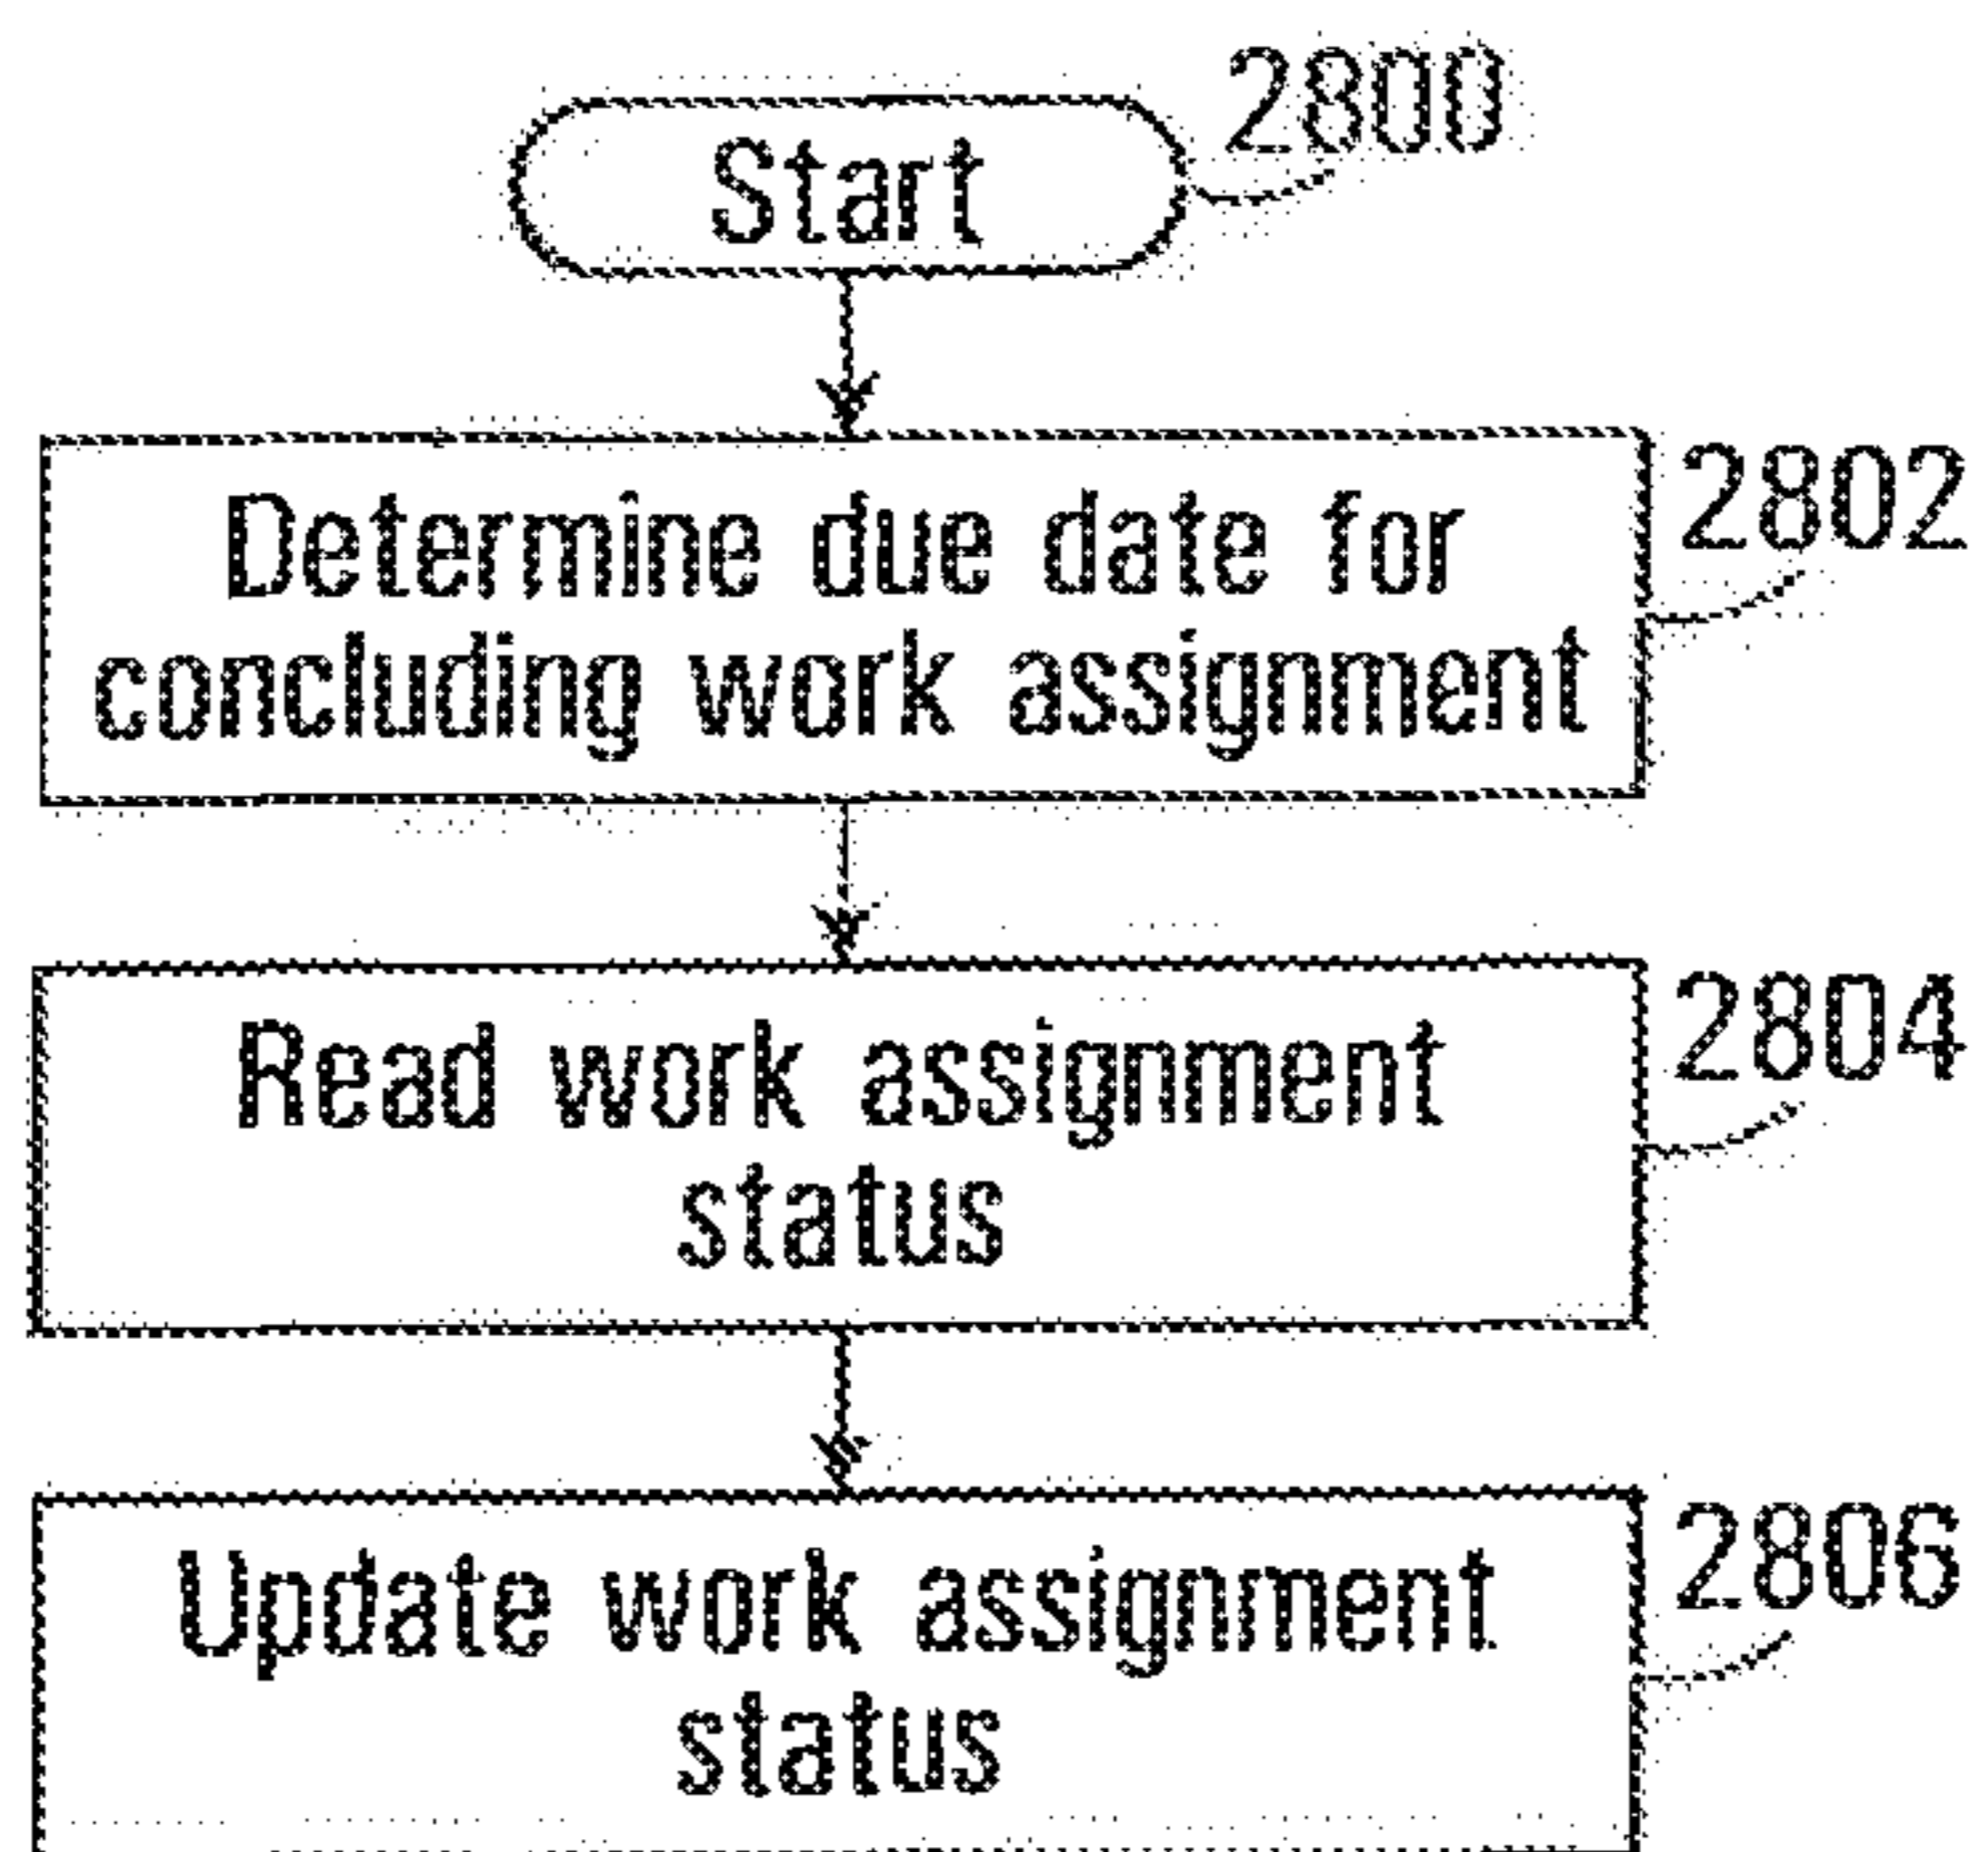 2800
Start
2802
Determine due date for
concluding work assignment
2804
Read work assignment
status
2806
Update work assignment
status